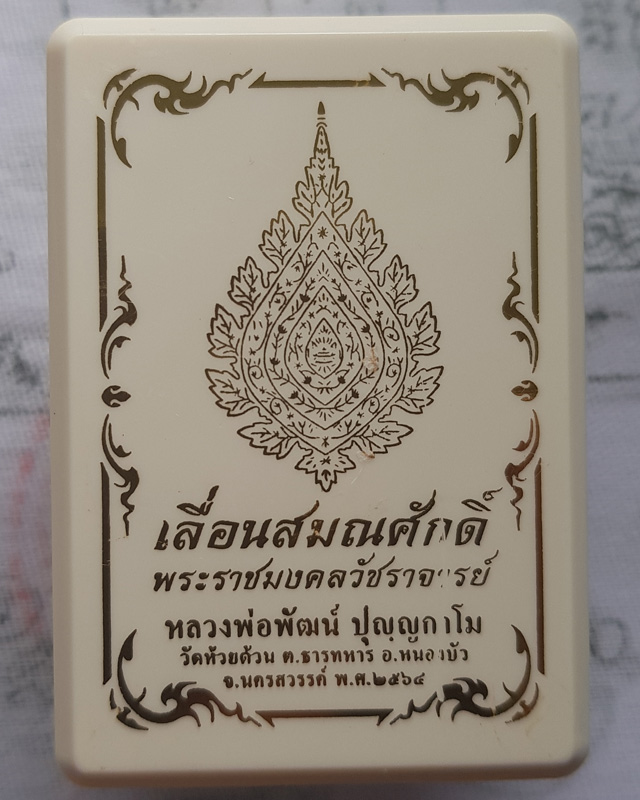 เลื่อนสมณศักดิ์
พระราชมงคลวัชราจารย์
หลวงพ่อพัฒน์ ปุญฺญกาโม
วัดห้วยด้วน ต.ธารทหาร อ.หนองบัว
จ.นครสวรรค์ พ.ศ.๒๕๖๔